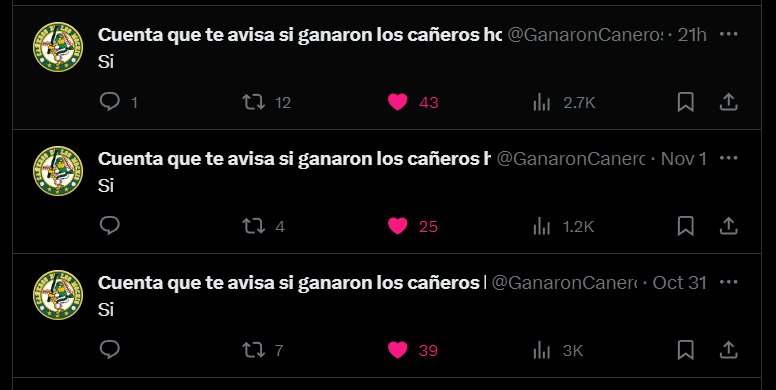 Cuenta que te avisa si ganaron los cañeros ho @GanaronCaneros · 21h
Si
1 12 43 2.7K
Cuenta que te avisa si ganaron los cañeros h @GanaronCanerc · Nov 1
Si
4 25 1.2K
Cuenta que te avisa si ganaron los cañeros @GanaronCaner · Oct 31
Si
7 39 3K